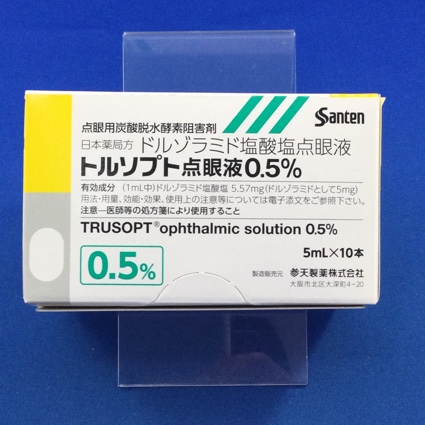 点眼用炭酸脱水酵素阻害剤
Santen
日本薬局方 ドルゾラミド塩酸塩点眼液
トルソプト点眼液0.5%
有効成分 (1mL中)ドルゾラミド塩酸塩 5.57mg(ドルゾラミドとして5mg)
用法・用量、効能・効果、使用上の注意等については電子添文をご参照下さい。
注意―医師等の処方箋により使用すること
TRUSOPT® ophthalmic solution 0.5%
5mL×10本
0.5%
製造販売元 参天製薬株式会社
大阪市北区大深町4-20